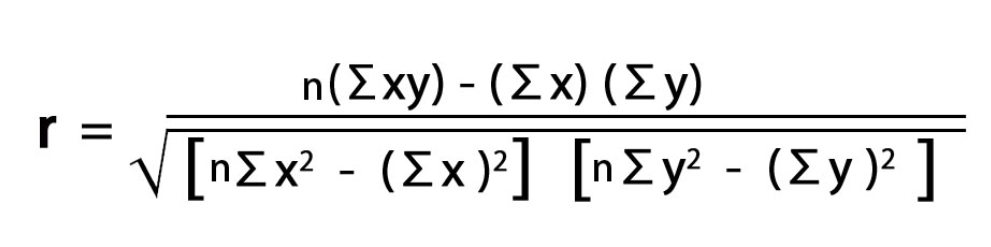 n(Σxy) - (Σx) (Σy)
r =
√[nΣx² - (Σx)²] [nΣy² - (Σy)²]